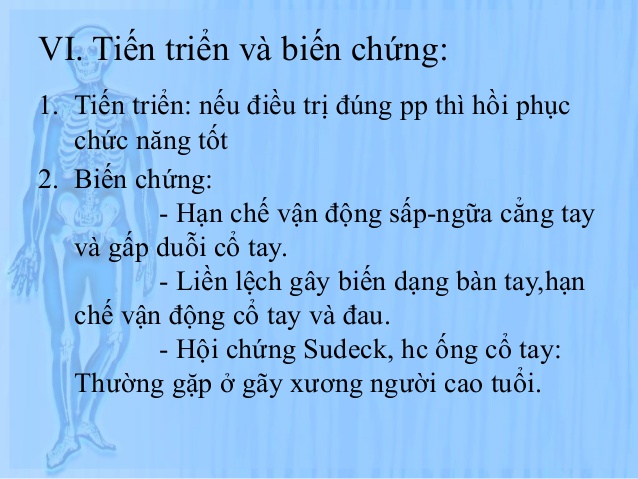 VI. Tiến triển và biến chứng:
1. Tiến triển: nếu điều trị đúng pp thì hồi phục
chức năng tốt
2. Biến chứng:
- Hạn chế vận động sấp-ngữa cẳng tay
và gấp duỗi cổ tay.
- Liền lệch gây biến dạng bàn tay,hạn
chế vận động cổ tay và đau.
- Hội chứng Sudeck, hc ống cổ tay:
Thường gặp ở gãy xương người cao tuổi.